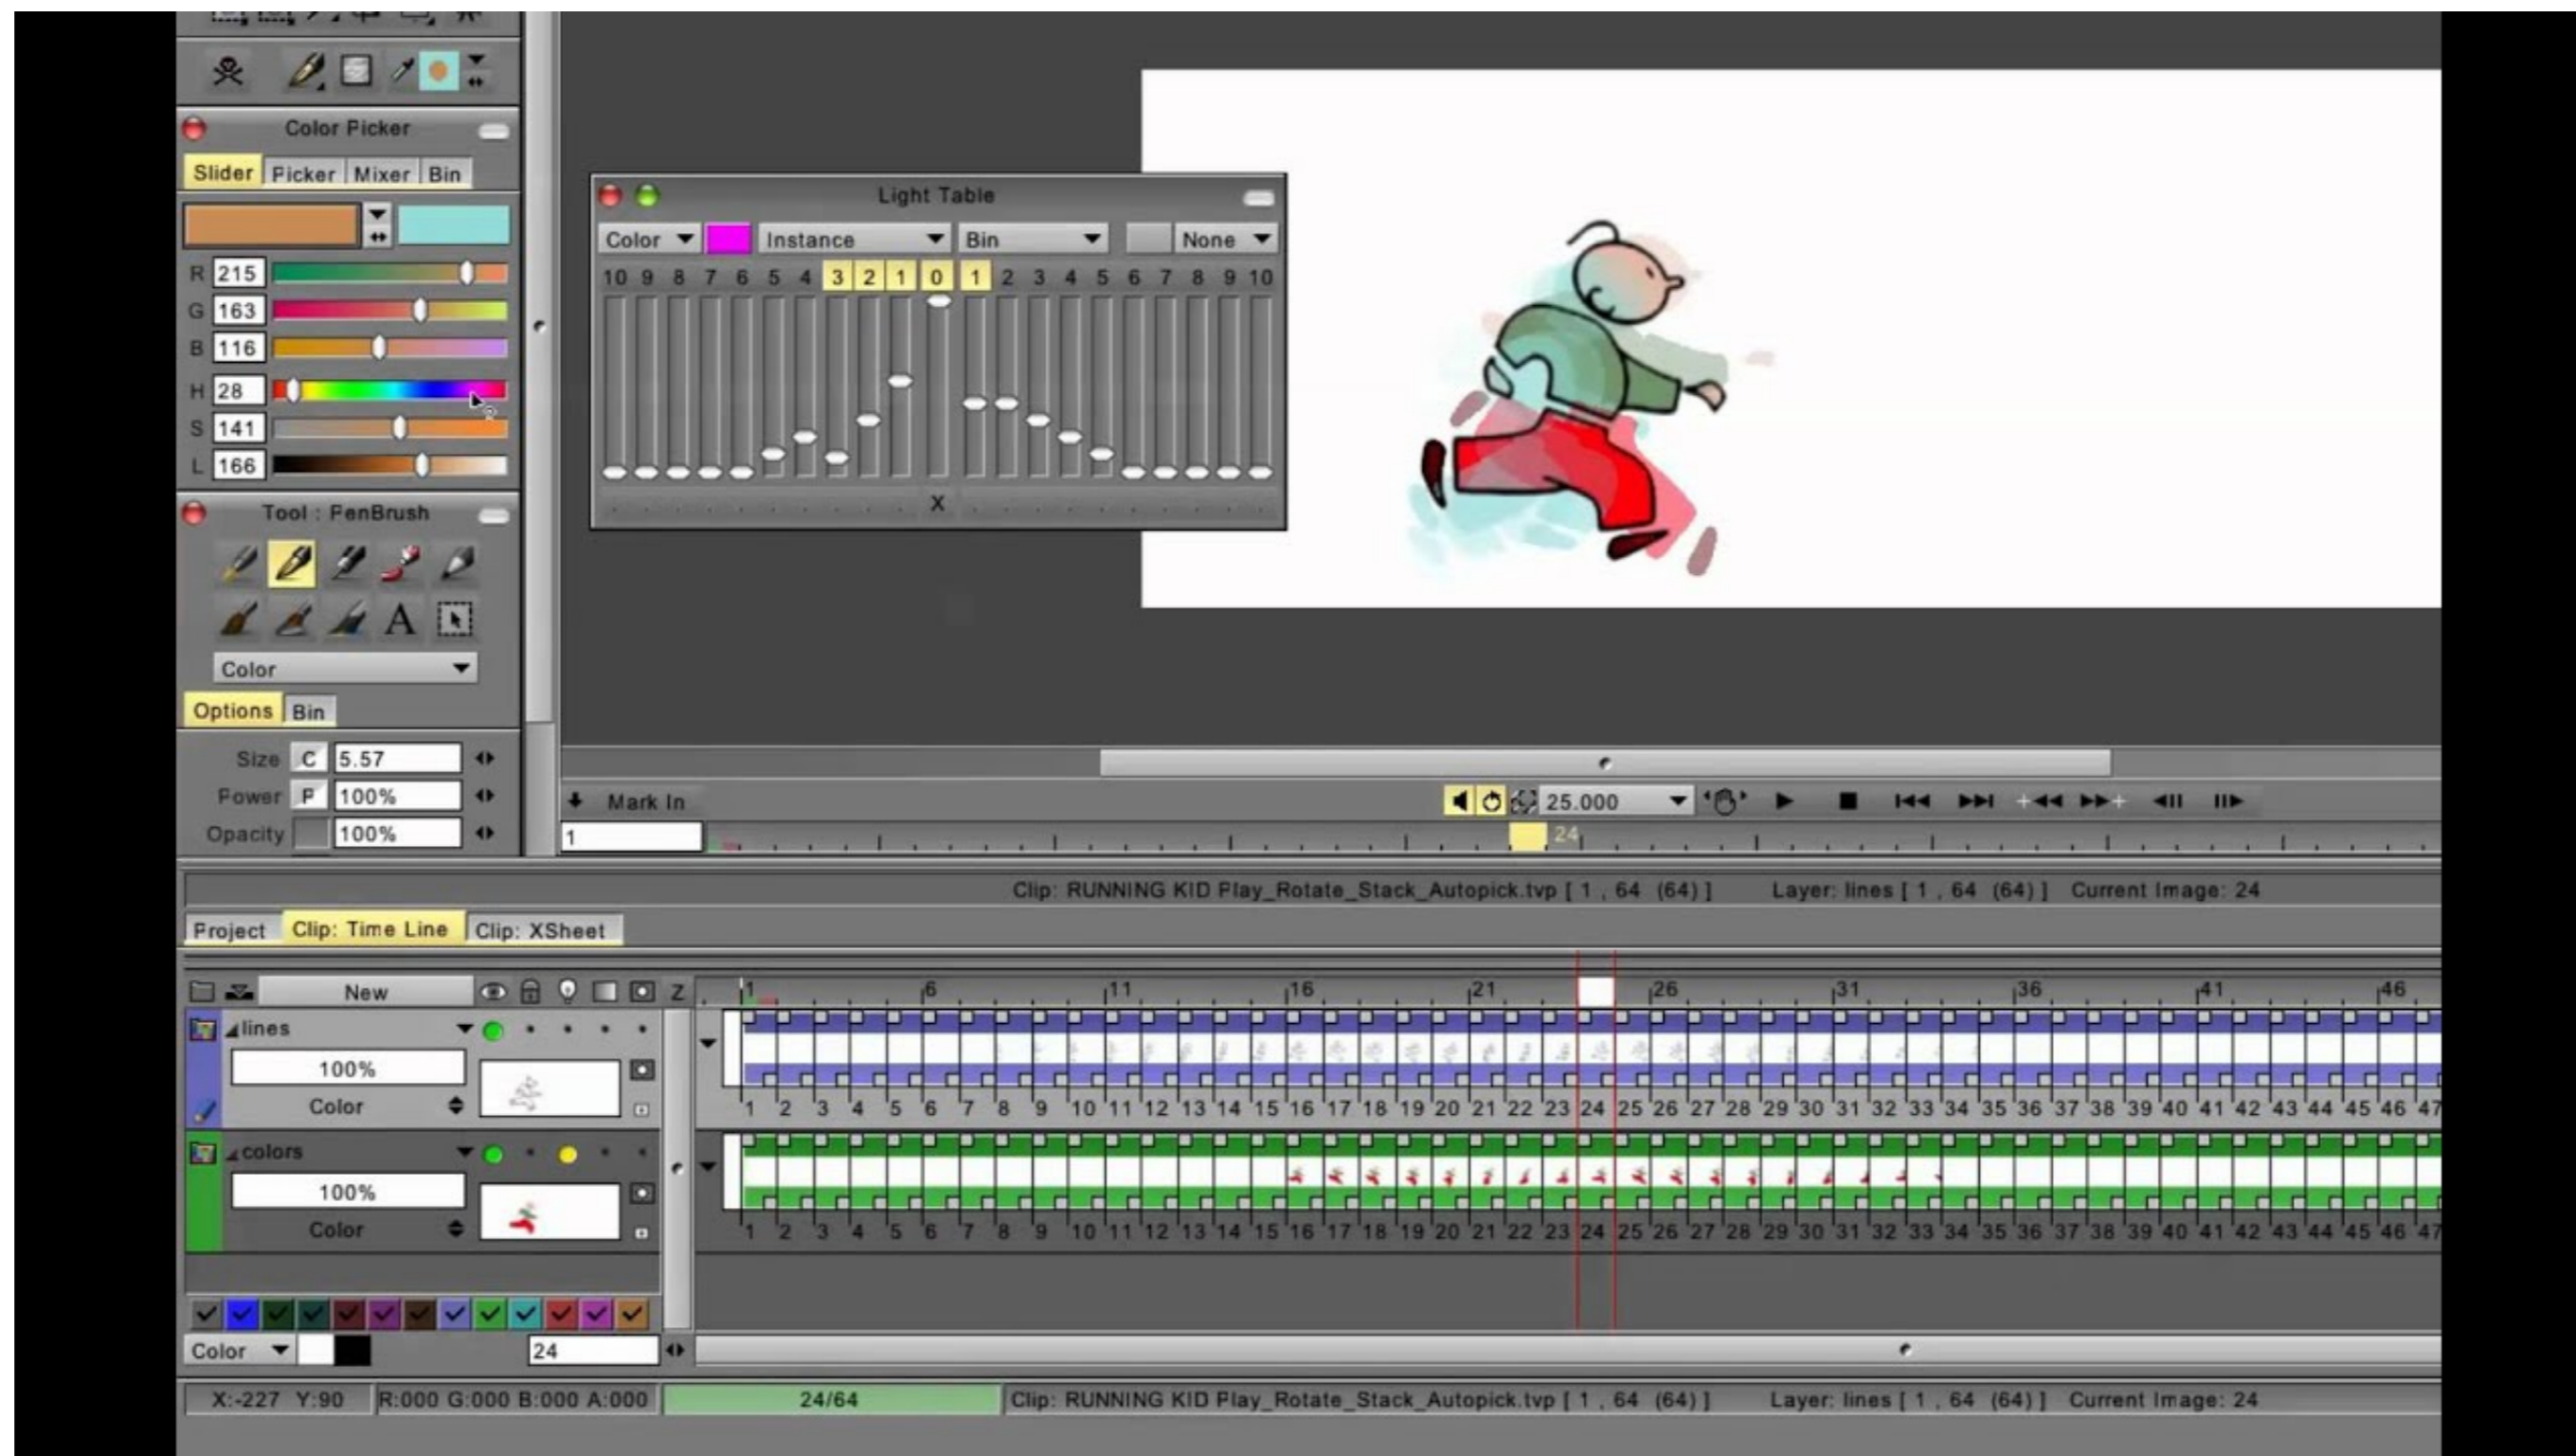 Color Picker
Slider Picker Mixer Bin
R 215
G 163
B 116
H 28
S 141
L 166
Tool : PenBrush
A
Color
Options Bin
Size C 5.57
Power P 100%
Opacity 100%
Light Table
Color Instance Bin None
10 9 8 7 6 5 4 3 2 1 0 1 2 3 4 5 6 7 8 9 10
X
Mark In 25.000
1 24
Clip: RUNNING KID Play_Rotate_Stack_Autopick.tvp [ 1 , 64 (64) ] Layer: lines [ 1 , 64 (64) ] Current Image: 24
Project Clip: Time Line Clip: XSheet
New Z 1 6 11 16 21 26 31 36 41 46
lines
100%
Color
1 2 3 4 5 6 7 8 9 10 11 12 13 14 15 16 17 18 19 20 21 22 23 24 25 26 27 28 29 30 31 32 33 34 35 36 37 38 39 40 41 42 43 44 45 46 47
colors
100%
Color
1 2 3 4 5 6 7 8 9 10 11 12 13 14 15 16 17 18 19 20 21 22 23 24 25 26 27 28 29 30 31 32 33 34 35 36 37 38 39 40 41 42 43 44 45 46 47
Color 24
X:-227 Y:90 R:000 G:000 B:000 A:000 24/64 Clip: RUNNING KID Play_Rotate_Stack_Autopick.tvp [ 1 , 64 (64) ] Layer: lines [ 1 , 64 (64) ] Current Image: 24